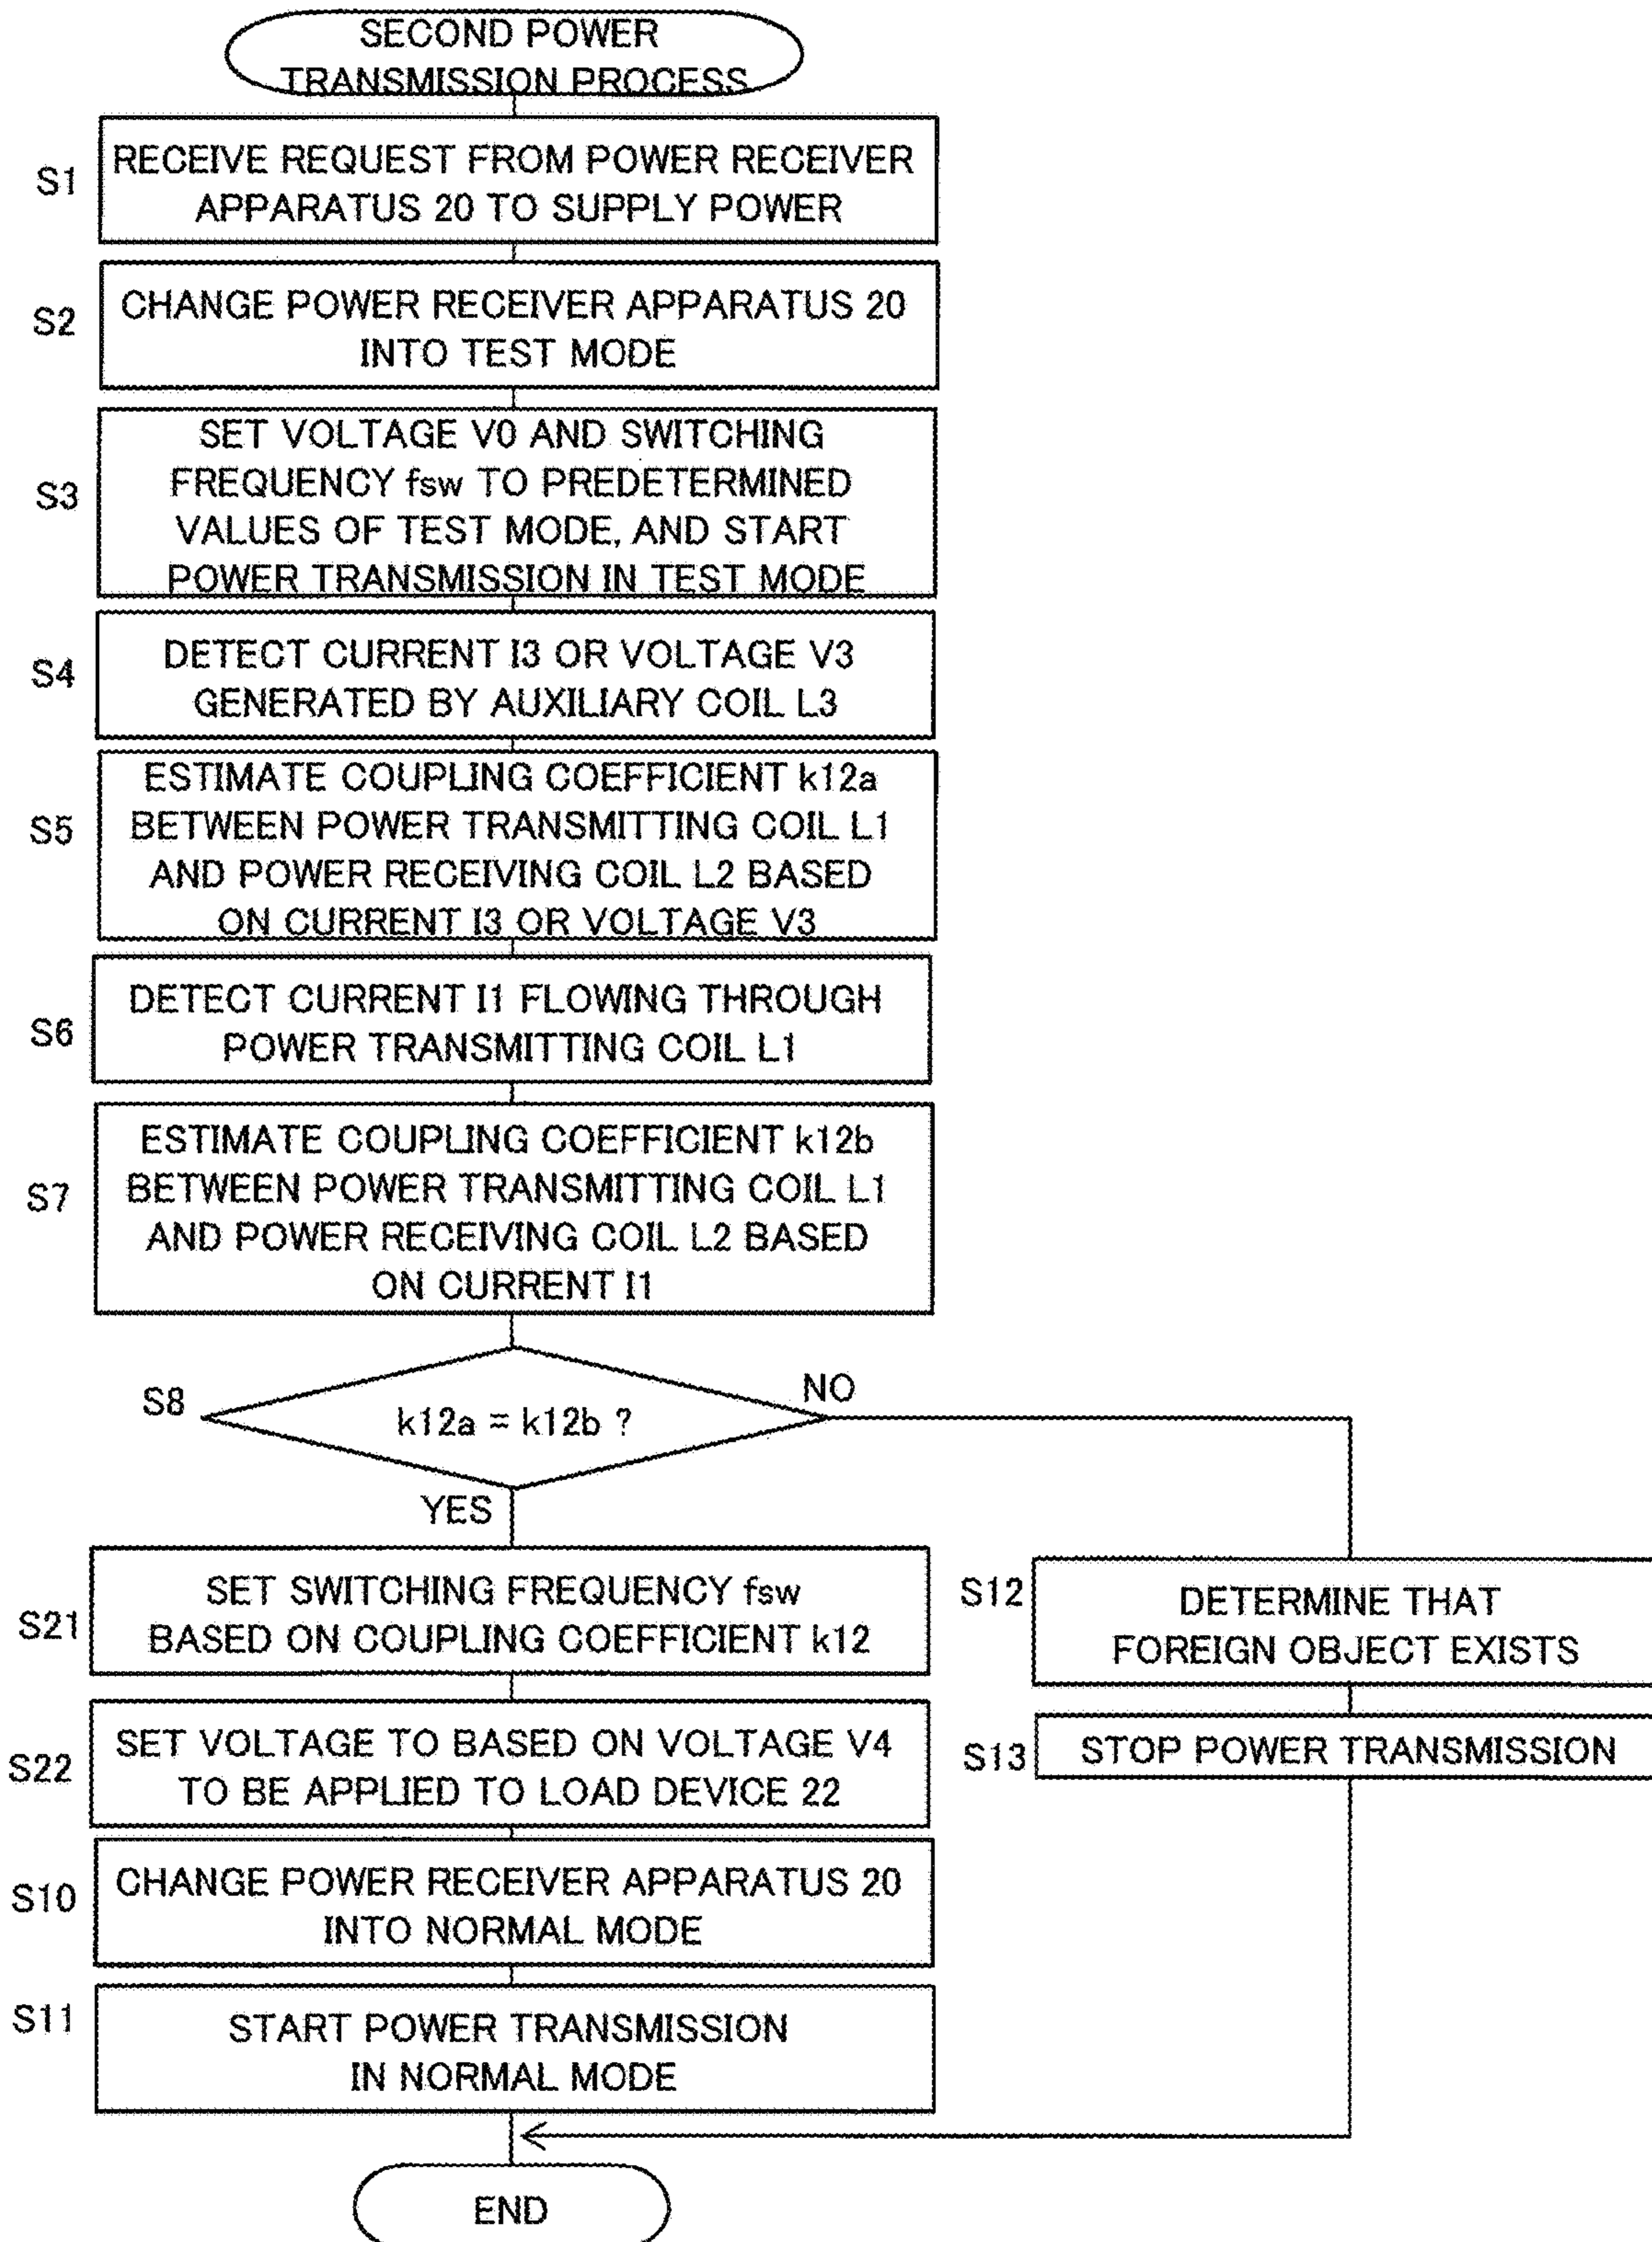 SECOND POWER
TRANSMISSION PROCESS
S1
RECEIVE REQUEST FROM POWER RECEIVER
APPARATUS 20 TO SUPPLY POWER
S2
CHANGE POWER RECEIVER APPARATUS 20
INTO TEST MODE
S3
SET VOLTAGE V0 AND SWITCHING
FREQUENCY fsw TO PREDETERMINED
VALUES OF TEST MODE, AND START
POWER TRANSMISSION IN TEST MODE
S4
DETECT CURRENT I3 OR VOLTAGE V3
GENERATED BY AUXILIARY COIL L3
S5
ESTIMATE COUPLING COEFFICIENT k12a
BETWEEN POWER TRANSMITTING COIL L1
AND POWER RECEIVING COIL L2 BASED
ON CURRENT I3 OR VOLTAGE V3
S6
DETECT CURRENT I1 FLOWING THROUGH
POWER TRANSMITTING COIL L1
S7
ESTIMATE COUPLING COEFFICIENT k12b
BETWEEN POWER TRANSMITTING COIL L1
AND POWER RECEIVING COIL L2 BASED
ON CURRENT I1
S8
k12a = k12b ?
NO
YES
S21
SET SWITCHING FREQUENCY fsw
BASED ON COUPLING COEFFICIENT k12
S22
SET VOLTAGE TO BASED ON VOLTAGE V4
TO BE APPLIED TO LOAD DEVICE 22
S10
CHANGE POWER RECEIVER APPARATUS 20
INTO NORMAL MODE
S11
START POWER TRANSMISSION
IN NORMAL MODE
S12
DETERMINE THAT
FOREIGN OBJECT EXISTS
S13
STOP POWER TRANSMISSION
END